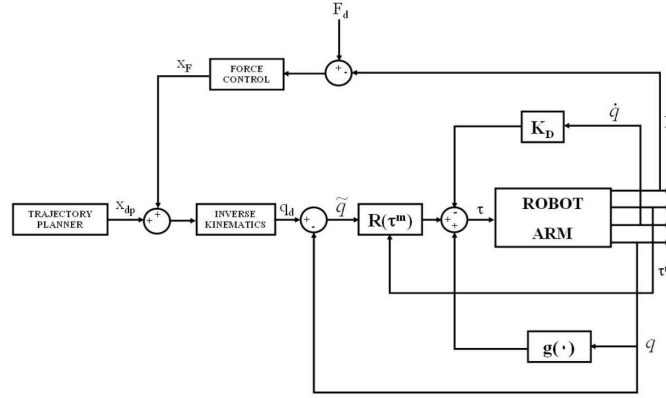 F_d
x_F
FORCE
CONTROL
+
-
q̇
K_D
TRAJECTORY
PLANNER
x_dp
+
+
INVERSE
KINEMATICS
q_d
+
-
q̃
R(τ^m)
-
+
+
τ
ROBOT
ARM
g(·)
q